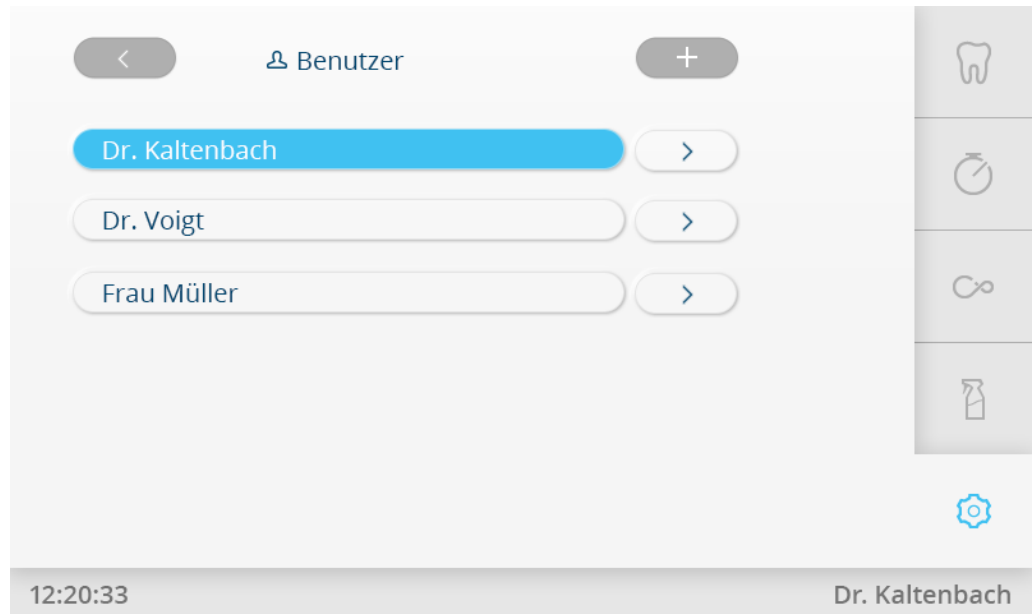 Benutzer
Dr. Kaltenbach
Dr. Voigt
Frau Müller
12:20:33
Dr. Kaltenbach